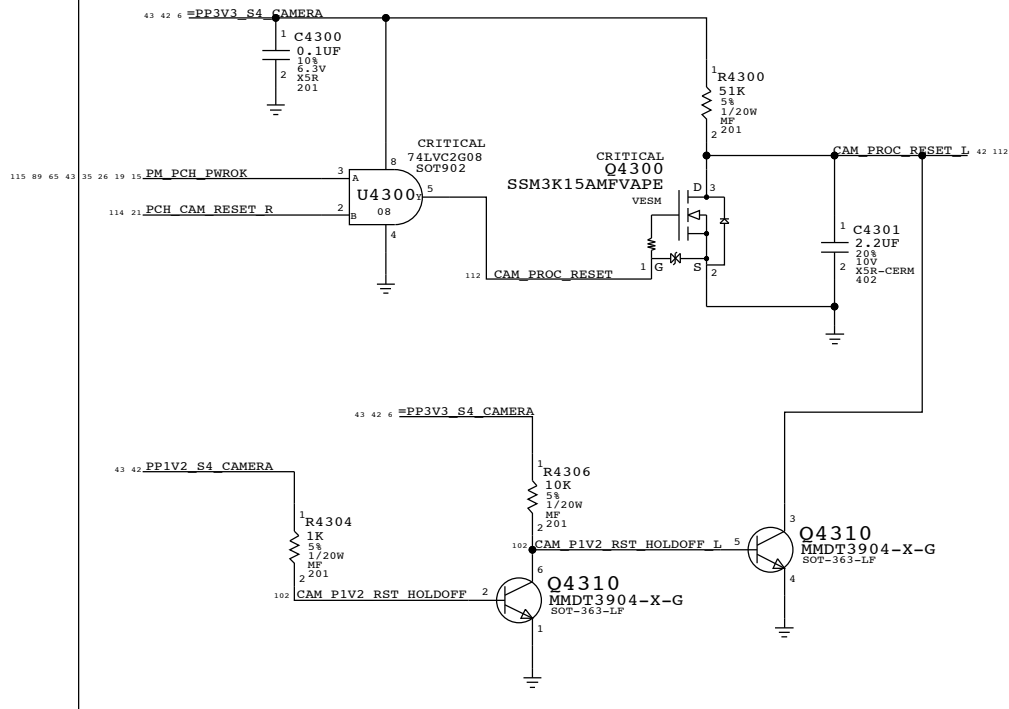 43 42 6 =PP3V3_S4_CAMERA
1 C4300
0.1UF
10%
6.3V
2 X5R
201
1 R4300
51K
5%
1/20W
MF
2 201
CRITICAL
74LVC2G08
SOT902
8
115 89 65 43 35 26 19 15 PM_PCH_PWROK 3 A
U4300 Y 5
08
114 21 PCH_CAM_RESET_R 2 B
4
112 CAM_PROC_RESET
CRITICAL
Q4300
SSM3K15AMFVAPE
VESM
D 3
1 G S 2
CAM_PROC_RESET_L 42 112
1 C4301
2.2UF
20%
10V
2 X5R-CERM
402
43 42 6 =PP3V3_S4_CAMERA
43 42 PP1V2_S4_CAMERA
1 R4306
10K
5%
1/20W
MF
2 201
1 R4304
1K
5%
1/20W
MF
2 201
102 CAM_P1V2_RST_HOLDOFF_L 5
3
Q4310
MMDT3904-X-G
SOT-363-LF
4
102 CAM_P1V2_RST_HOLDOFF 2
6
Q4310
MMDT3904-X-G
SOT-363-LF
1